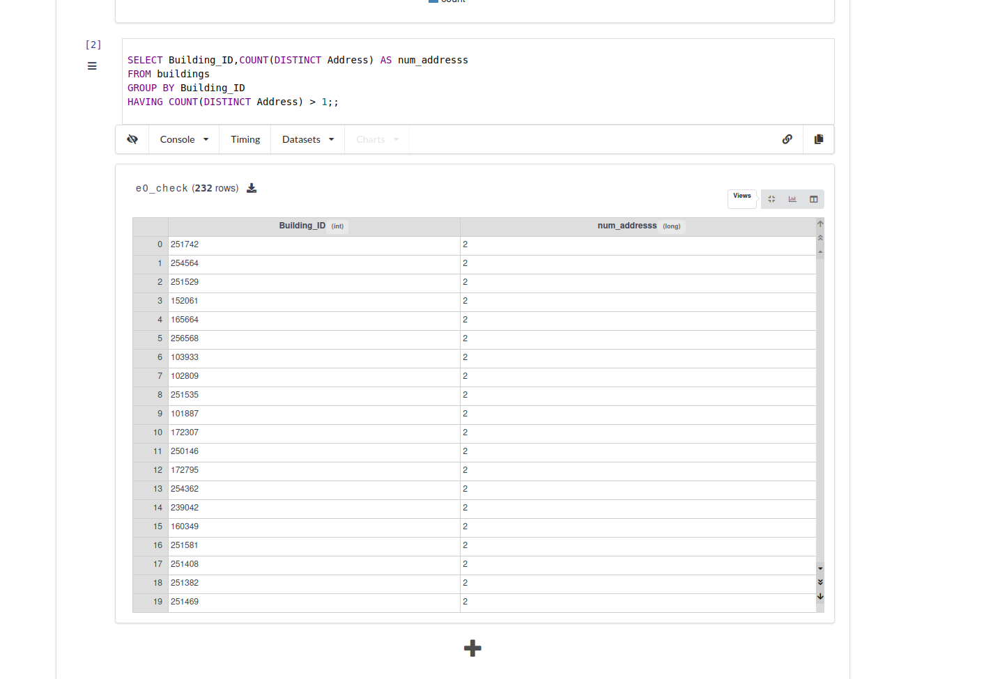 count
[2]
SELECT Building_ID,COUNT(DISTINCT Address) AS num_addresss
FROM buildings
GROUP BY Building_ID
HAVING COUNT(DISTINCT Address) > 1;;
Console Timing Datasets Charts
e0_check (232 rows)
Views
Building_ID (int) num_addresss (long)
0 251742 2
1 254564 2
2 251529 2
3 152061 2
4 165664 2
5 256568 2
6 103933 2
7 102809 2
8 251535 2
9 101887 2
10 172307 2
11 250146 2
12 172795 2
13 254362 2
14 239042 2
15 160349 2
16 251581 2
17 251408 2
18 251382 2
19 251469 2